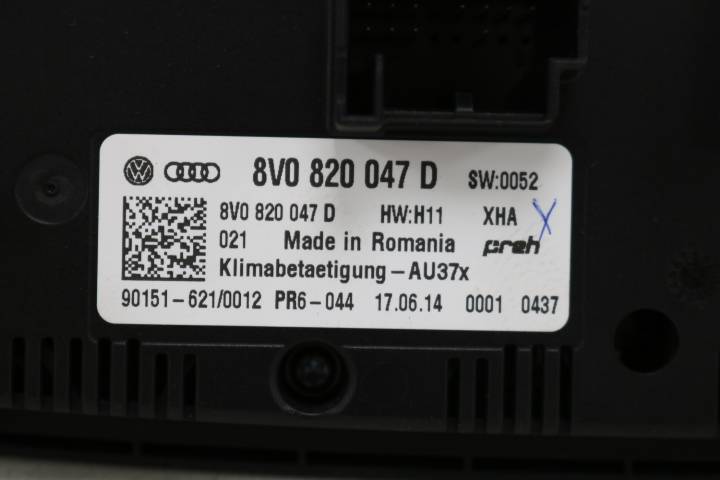 8V0 820 047 D SW:0052
8V0 820 047 D HW:H11 XHA X
021 Made in Romania preh
Klimabetaetigung-AU37x
90151-621/0012 PR6-044 17.06.14 0001 0437